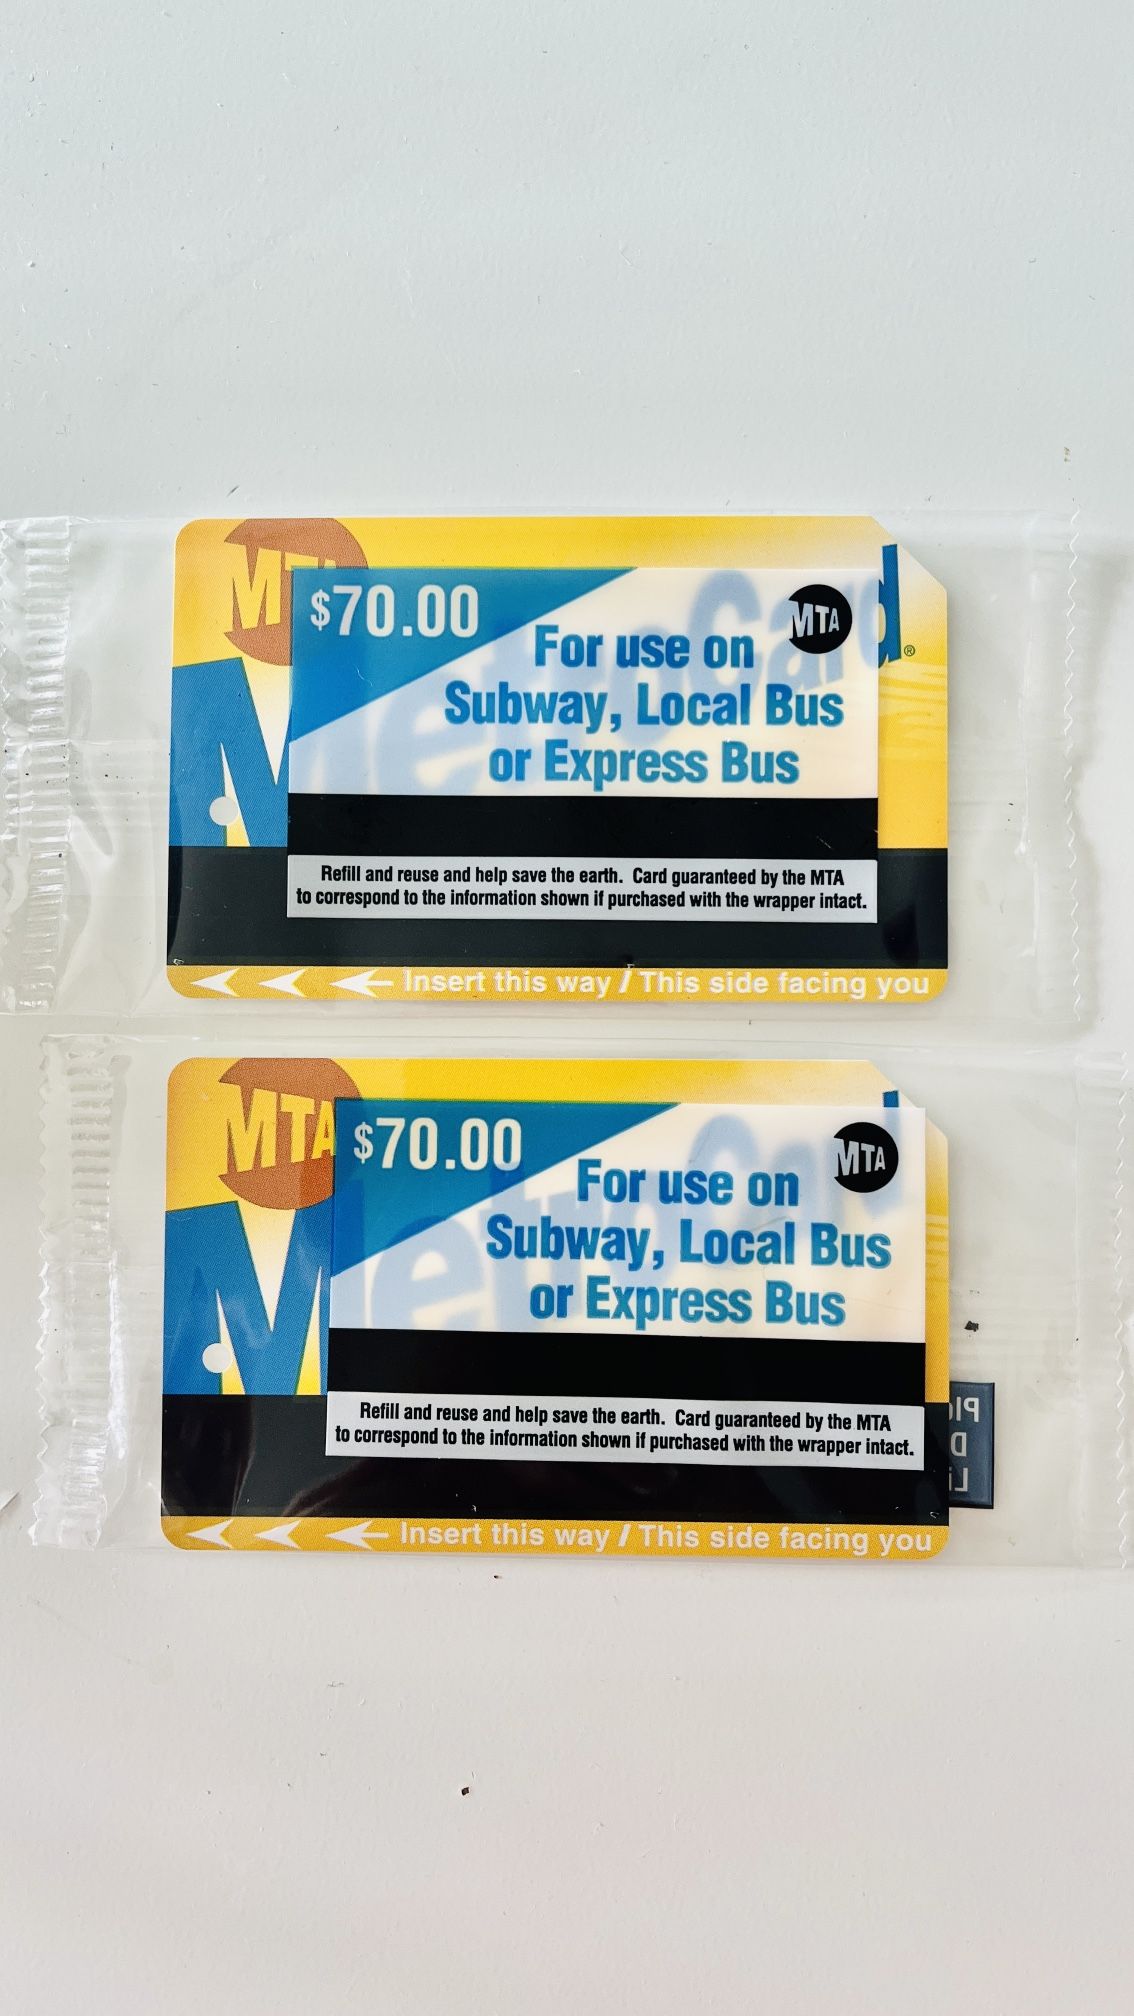 MTA
$70.00
MTA
For use on
Subway, Local Bus
or Express Bus
MetroCard®
Refill and reuse and help save the earth. Card guaranteed by the MTA
to correspond to the information shown if purchased with the wrapper intact.
Insert this way / This side facing you
MTA
$70.00
MTA
For use on
Subway, Local Bus
or Express Bus
MetroCard
Refill and reuse and help save the earth. Card guaranteed by the MTA
to correspond to the information shown if purchased with the wrapper intact.
Insert this way / This side facing you